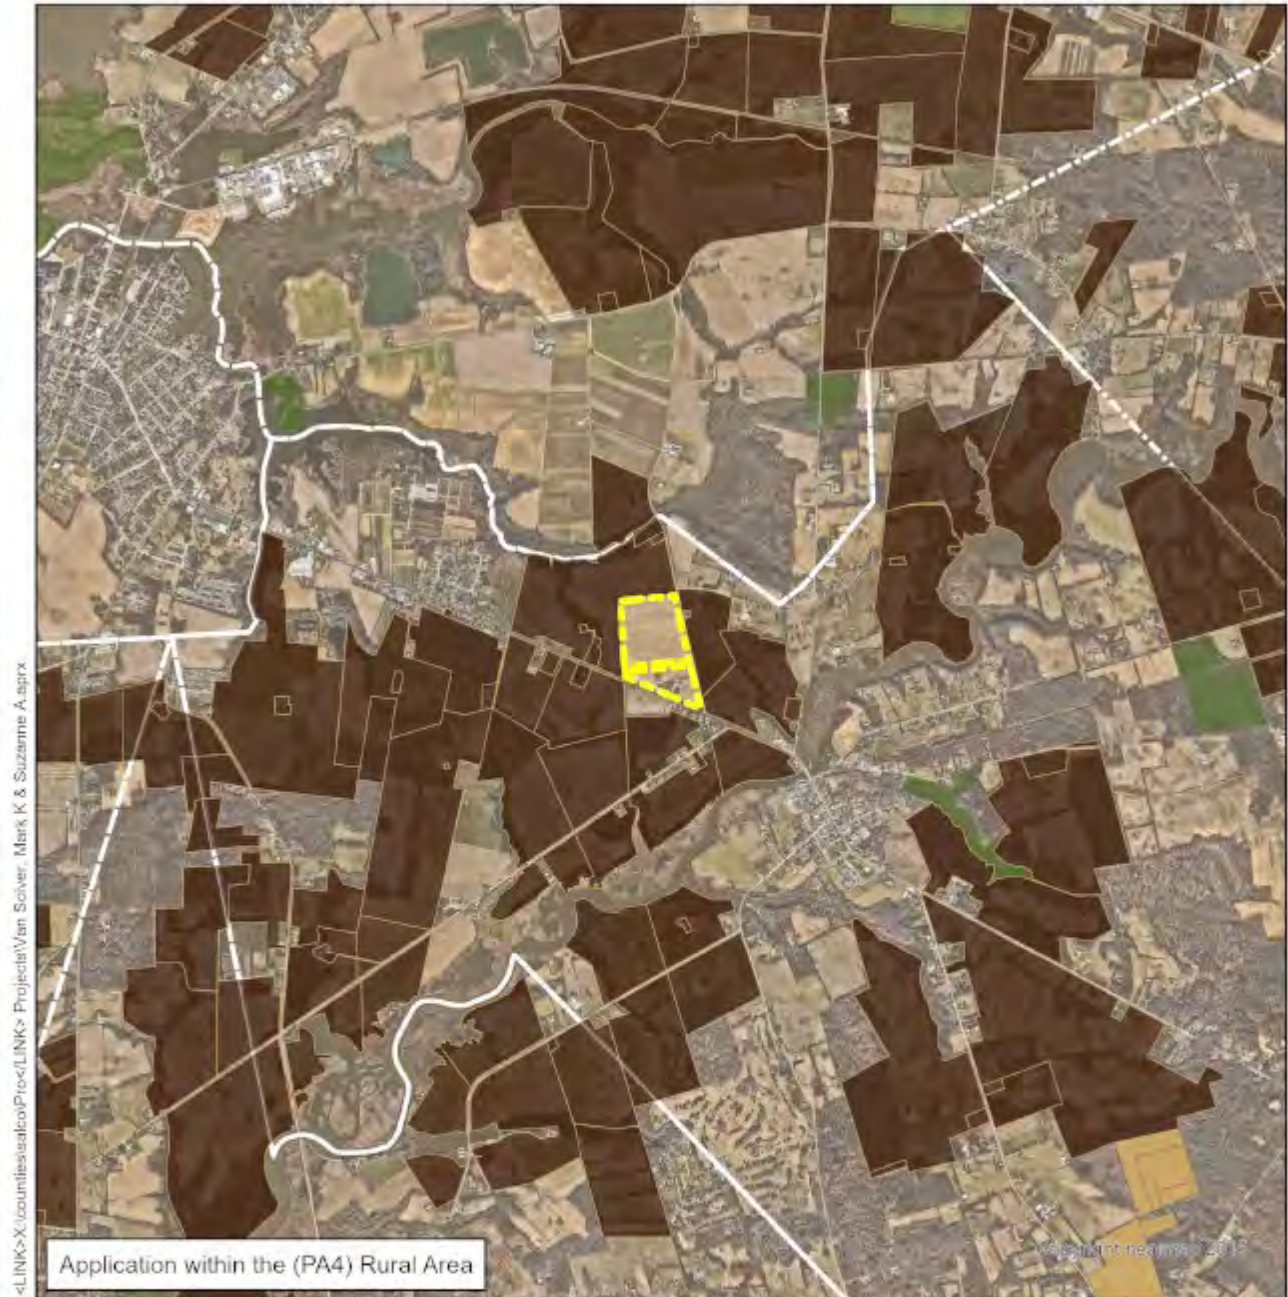 <LINK>X:\counties\salco\Pro</LINK> Projects\Van Sciver, Mark K & Suzanne A.aprx
Application within the (PA4) Rural Area